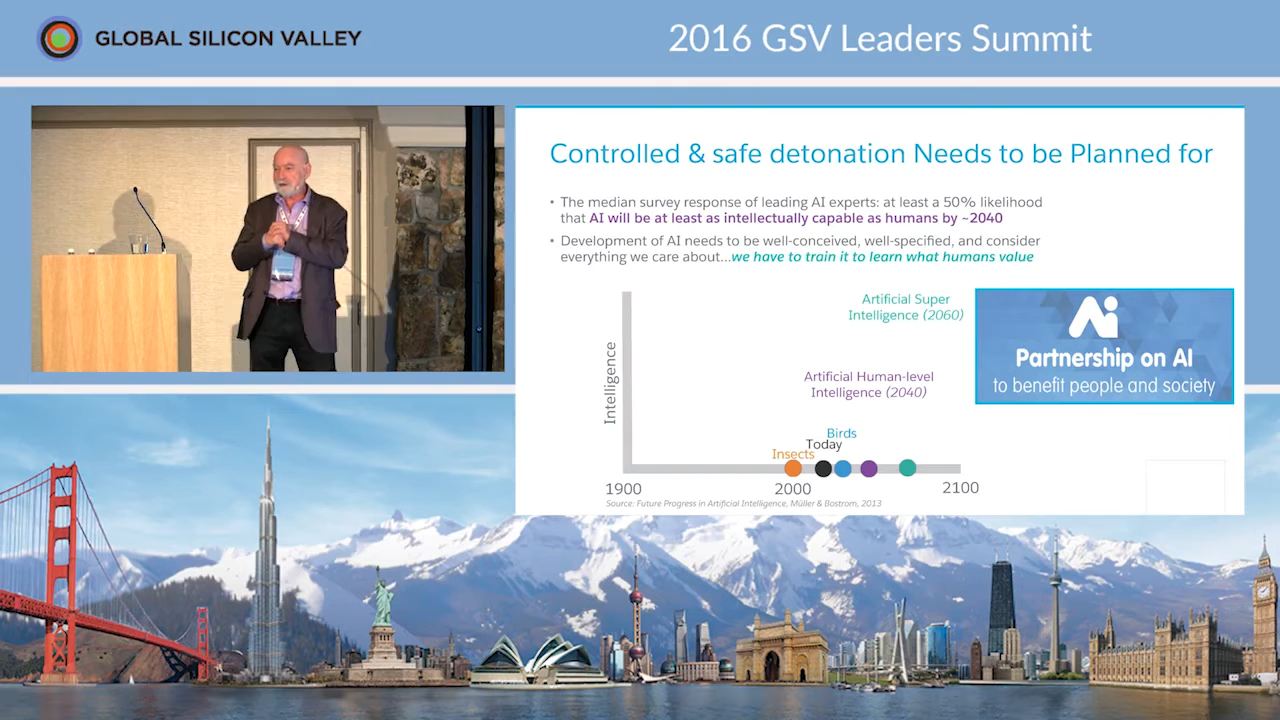 GLOBAL SILICON VALLEY
2016 GSV Leaders Summit
Controlled & safe detonation Needs to be Planned for
• The median survey response of leading AI experts: at least a 50% likelihood
that AI will be at least as intellectually capable as humans by ~2040
• Development of AI needs to be well-conceived, well-specified, and consider
everything we care about...we have to train it to learn what humans value
Artificial Super
Intelligence (2060)
Ai
Partnership on AI
to benefit people and society
Intelligence
Artificial Human-level
Intelligence (2040)
Birds
Today
Insects
1900
2000
2100
Source: Future Progress in Artificial Intelligence, Müller & Bostrom, 2013